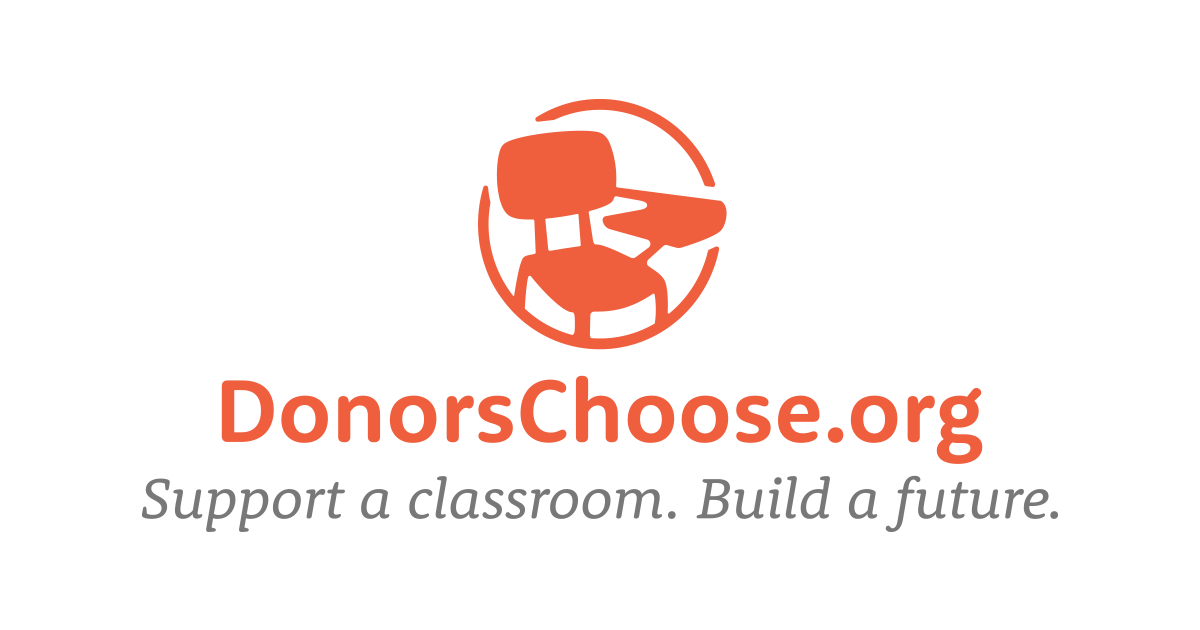 DonorsChoose.org
Support a classroom. Build a future.